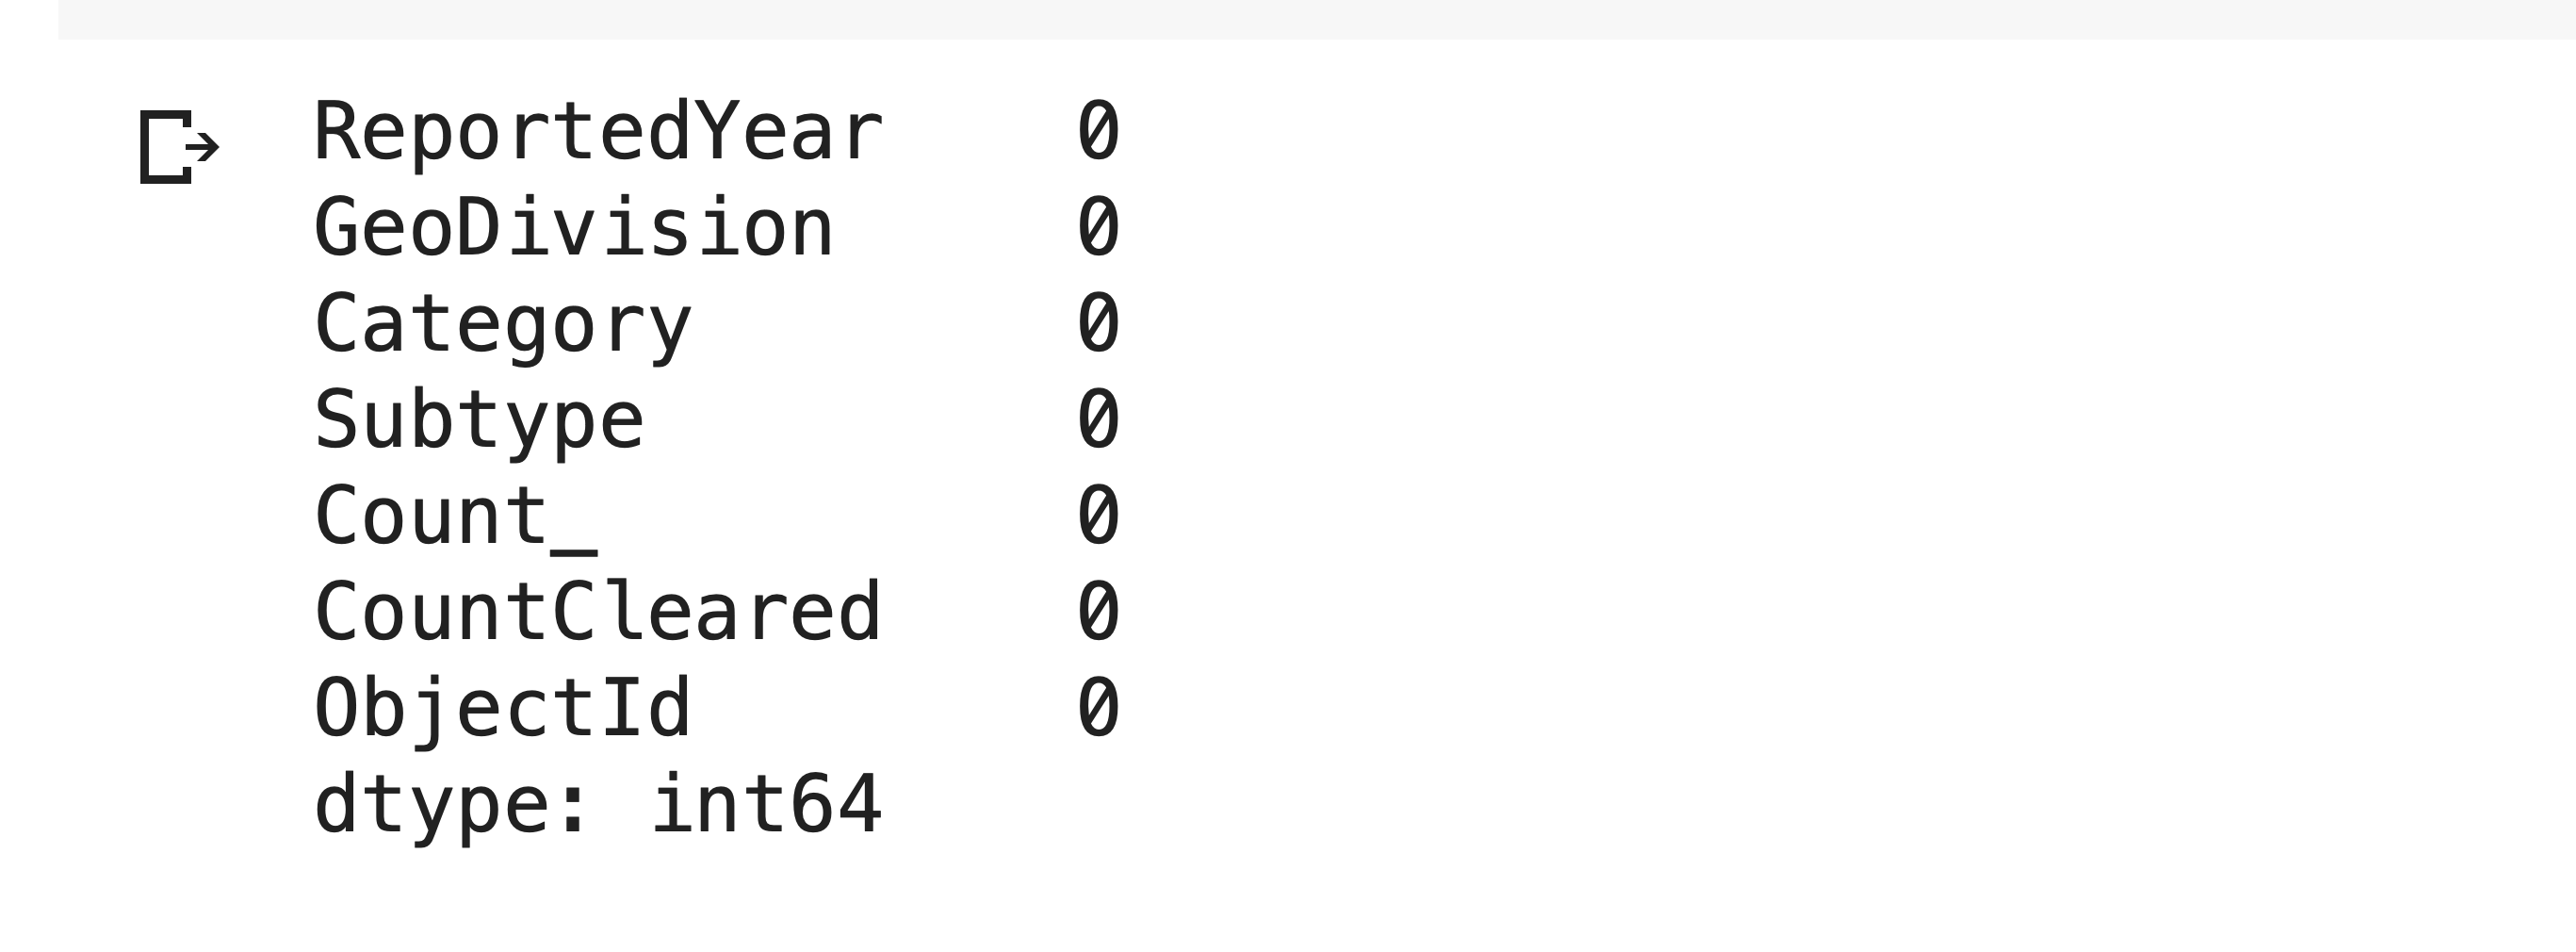 ReportedYear 0
GeoDivision 0
Category 0
Subtype 0
Count_ 0
CountCleared 0
ObjectId 0
dtype: int64